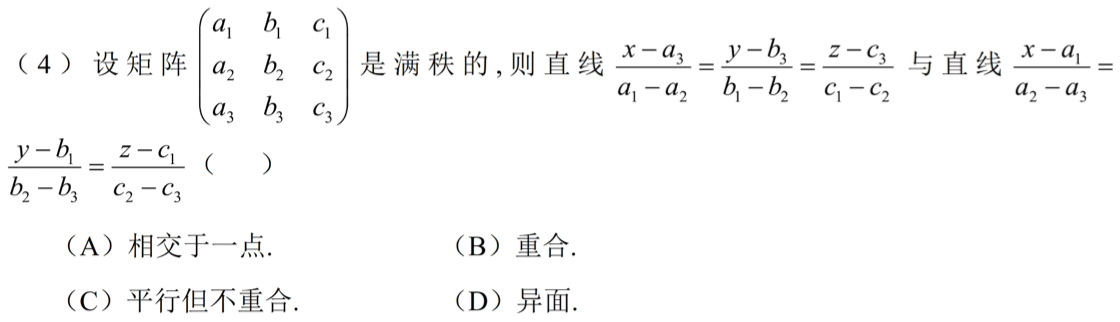 （4）设矩阵 $\begin{pmatrix} a_1 & b_1 & c_1 \\ a_2 & b_2 & c_2 \\ a_3 & b_3 & c_3 \end{pmatrix}$ 是满秩的,则直线 $\frac{x-a_3}{a_1-a_2}=\frac{y-b_3}{b_1-b_2}=\frac{z-c_3}{c_1-c_2}$ 与直线 $\frac{x-a_1}{a_2-a_3}=$
$\frac{y-b_1}{b_2-b_3}=\frac{z-c_1}{c_2-c_3}$（ ）
（A）相交于一点. （B）重合.
（C）平行但不重合. （D）异面.